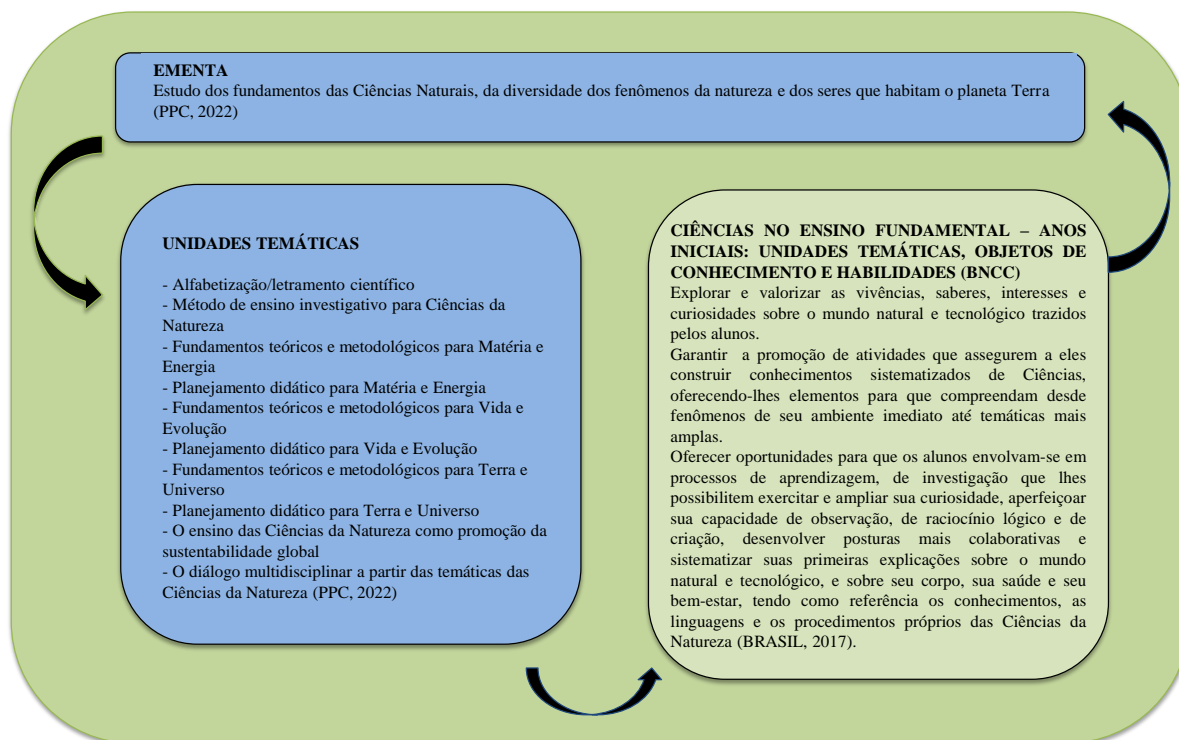 EMENTA
Estudo dos fundamentos das Ciências Naturais, da diversidade dos fenômenos da natureza e dos seres que habitam o planeta Terra
(PPC, 2022)
UNIDADES TEMÁTICAS
- Alfabetização/letramento científico
- Método de ensino investigativo para Ciências da
Natureza
- Fundamentos teóricos e metodológicos para Matéria e
Energia
- Planejamento didático para Matéria e Energia
- Fundamentos teóricos e metodológicos para Vida e
Evolução
- Planejamento didático para Vida e Evolução
- Fundamentos teóricos e metodológicos para Terra e
Universo
- Planejamento didático para Terra e Universo
- O ensino das Ciências da Natureza como promoção da
sustentabilidade global
- O diálogo multidisciplinar a partir das temáticas das
Ciências da Natureza (PPC, 2022)
CIÊNCIAS NO ENSINO FUNDAMENTAL – ANOS
INICIAIS: UNIDADES TEMÁTICAS, OBJETOS DE
CONHECIMENTO E HABILIDADES (BNCC)
Explorar e valorizar as vivências, saberes, interesses e
curiosidades sobre o mundo natural e tecnológico trazidos
pelos alunos.
Garantir a promoção de atividades que assegurem a eles
construir conhecimentos sistematizados de Ciências,
oferecendo-lhes elementos para que compreendam desde
fenômenos de seu ambiente imediato até temáticas mais
amplas.
Oferecer oportunidades para que os alunos envolvam-se em
processos de aprendizagem, de investigação que lhes
possibilitem exercitar e ampliar sua curiosidade, aperfeiçoar
sua capacidade de observação, de raciocínio lógico e de
criação, desenvolver posturas mais colaborativas e
sistematizar suas primeiras explicações sobre o mundo
natural e tecnológico, e sobre seu corpo, sua saúde e seu
bem-estar, tendo como referência os conhecimentos, as
linguagens e os procedimentos próprios das Ciências da
Natureza (BRASIL, 2017).